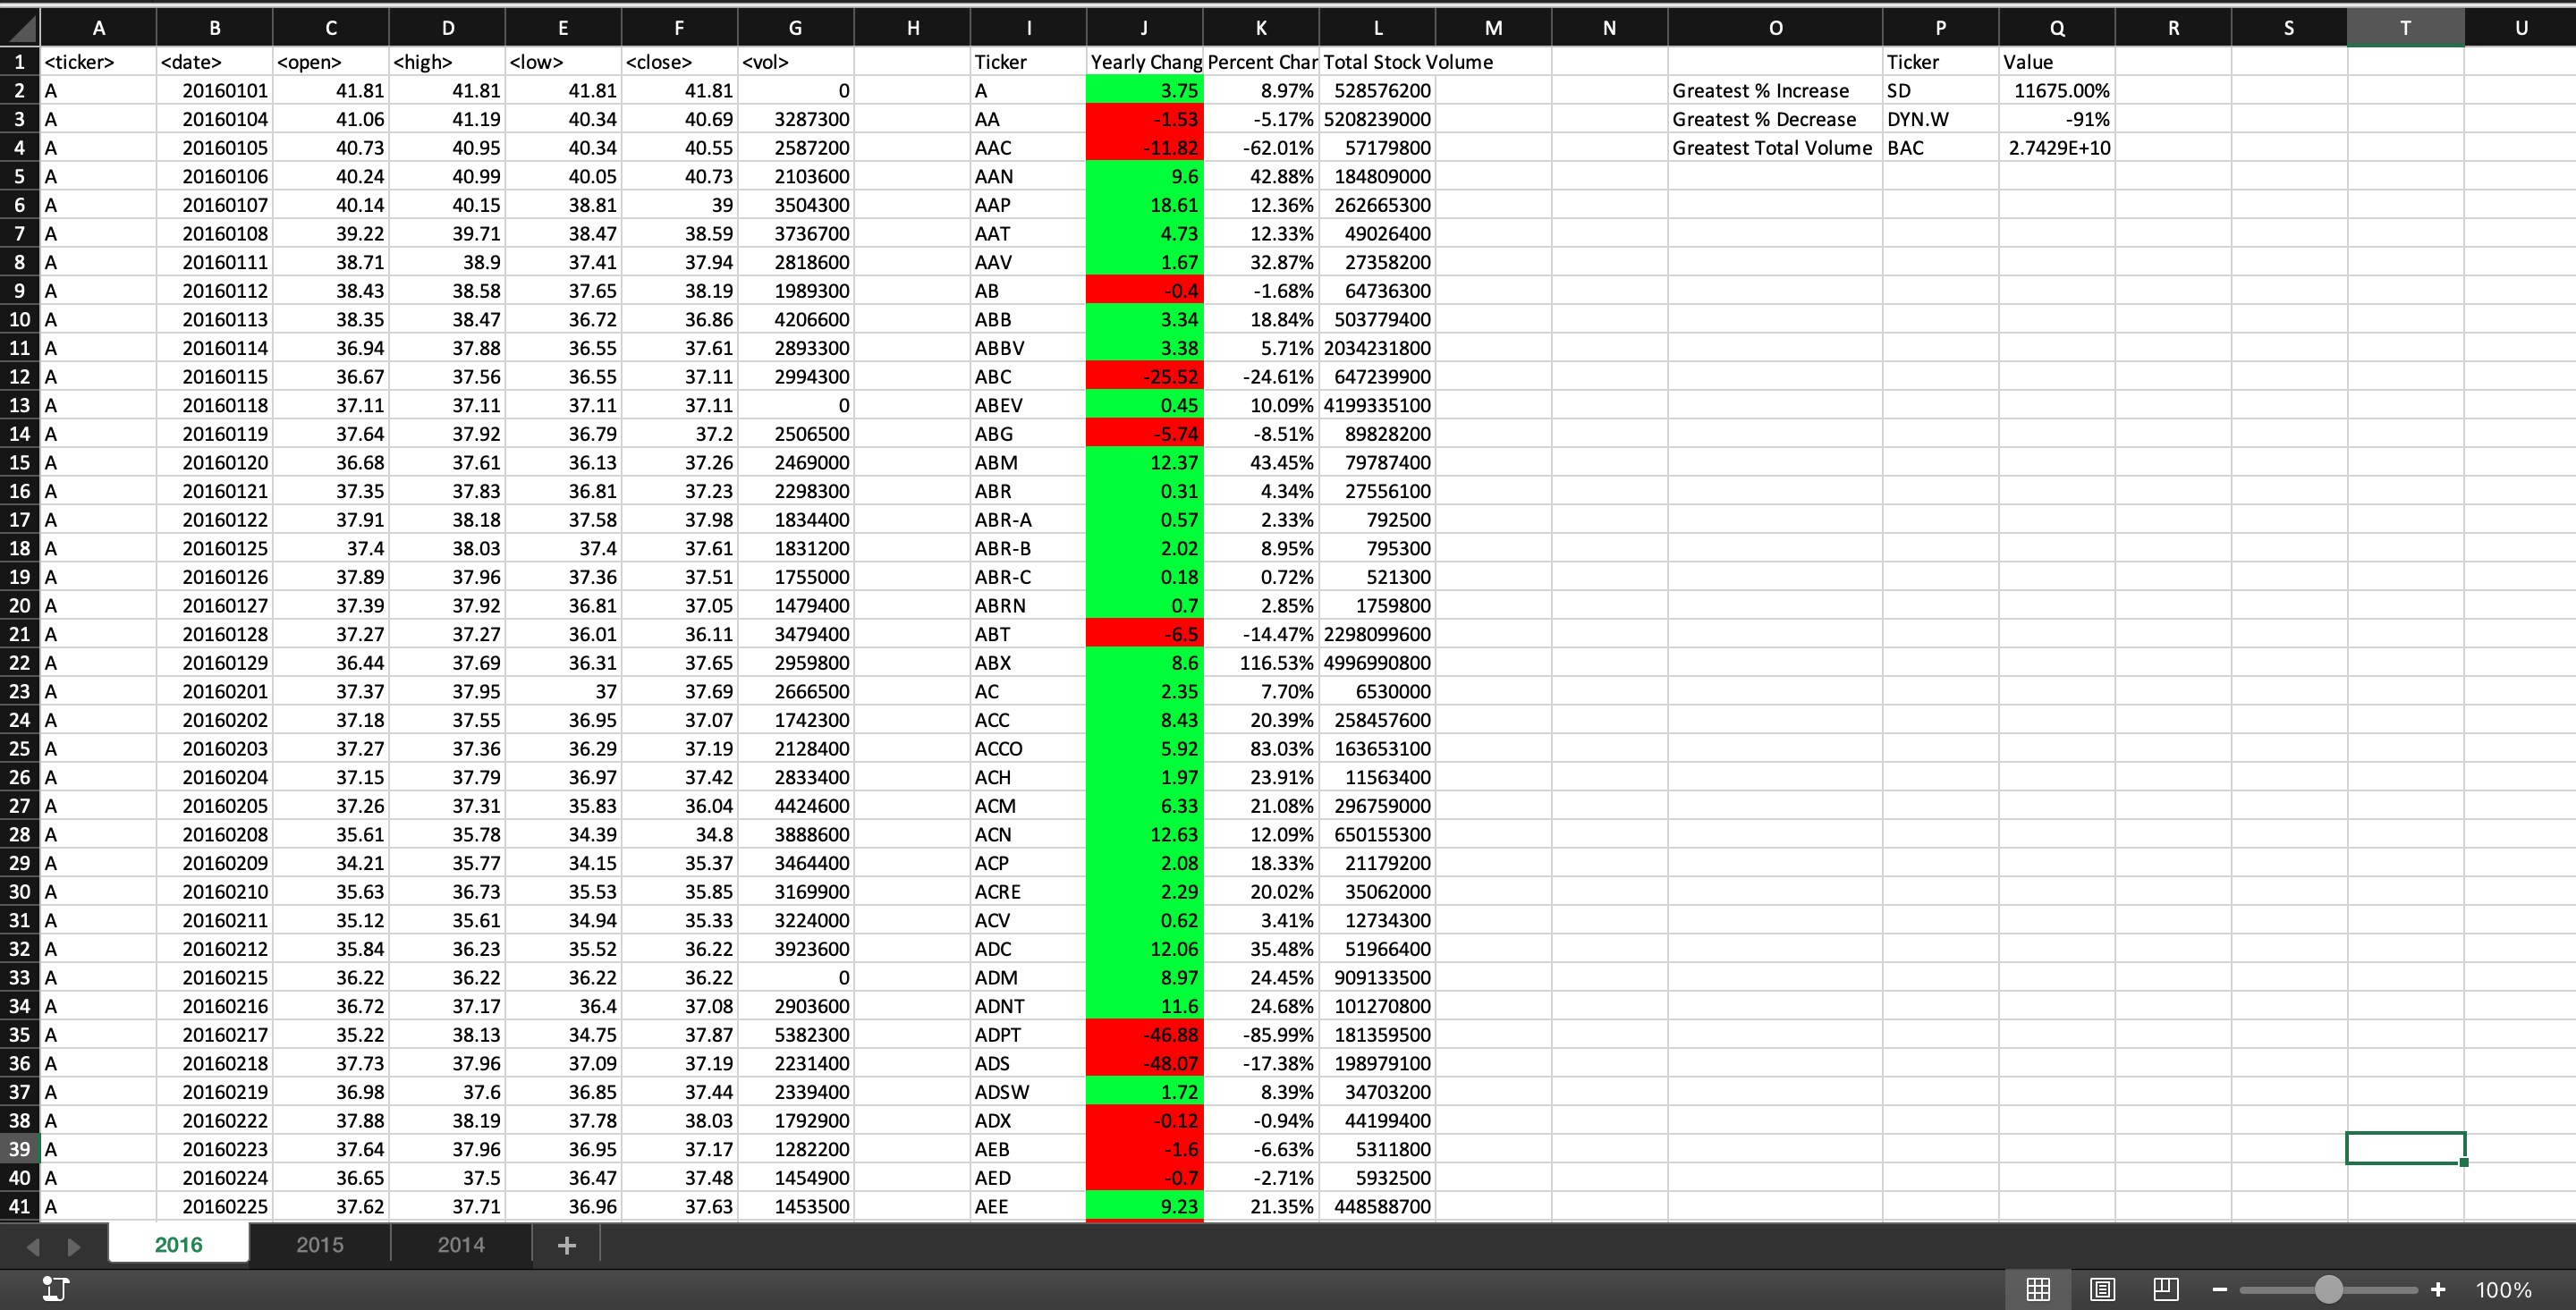 A B C D E F G H I J K L M N O P Q R S T U
1 <ticker> <date> <open> <high> <low> <close> <vol> Ticker Yearly Chang Percent Char Total Stock Volume Ticker Value
2 A 20160101 41.81 41.81 41.81 41.81 0 A 3.75 8.97% 528576200 Greatest % Increase SD 11675.00%
3 A 20160104 41.06 41.19 40.34 40.69 3287300 AA -1.53 -5.17% 5208239000 Greatest % Decrease DYN.W -91%
4 A 20160105 40.73 40.95 40.34 40.55 2587200 AAC -11.82 -62.01% 57179800 Greatest Total Volume BAC 2.7429E+10
5 A 20160106 40.24 40.99 40.05 40.73 2103600 AAN 9.6 42.88% 184809000
6 A 20160107 40.14 40.15 38.81 39 3504300 AAP 18.61 12.36% 262665300
7 A 20160108 39.22 39.71 38.47 38.59 3736700 AAT 4.73 12.33% 49026400
8 A 20160111 38.71 38.9 37.41 37.94 2818600 AAV 1.67 32.87% 27358200
9 A 20160112 38.43 38.58 37.65 38.19 1989300 AB -0.4 -1.68% 64736300
10 A 20160113 38.35 38.47 36.72 36.86 4206600 ABB 3.34 18.84% 503779400
11 A 20160114 36.94 37.88 36.55 37.61 2893300 ABBV 3.38 5.71% 2034231800
12 A 20160115 36.67 37.56 36.55 37.11 2994300 ABC -25.52 -24.61% 647239900
13 A 20160118 37.11 37.11 37.11 37.11 0 ABEV 0.45 10.09% 4199335100
14 A 20160119 37.64 37.92 36.79 37.2 2506500 ABG -5.74 -8.51% 89828200
15 A 20160120 36.68 37.61 36.13 37.26 2469000 ABM 12.37 43.45% 79787400
16 A 20160121 37.35 37.83 36.81 37.23 2298300 ABR 0.31 4.34% 27556100
17 A 20160122 37.91 38.18 37.58 37.98 1834400 ABR-A 0.57 2.33% 792500
18 A 20160125 37.4 38.03 37.4 37.61 1831200 ABR-B 2.02 8.95% 795300
19 A 20160126 37.89 37.96 37.36 37.51 1755000 ABR-C 0.18 0.72% 521300
20 A 20160127 37.39 37.92 36.81 37.05 1479400 ABRN 0.7 2.85% 1759800
21 A 20160128 37.27 37.27 36.01 36.11 3479400 ABT -6.5 -14.47% 2298099600
22 A 20160129 36.44 37.69 36.31 37.65 2959800 ABX 8.6 116.53% 4996990800
23 A 20160201 37.37 37.95 37 37.69 2666500 AC 2.35 7.70% 6530000
24 A 20160202 37.18 37.55 36.95 37.07 1742300 ACC 8.43 20.39% 258457600
25 A 20160203 37.27 37.36 36.29 37.19 2128400 ACCO 5.92 83.03% 163653100
26 A 20160204 37.15 37.79 36.97 37.42 2833400 ACH 1.97 23.91% 11563400
27 A 20160205 37.26 37.31 35.83 36.04 4424600 ACM 6.33 21.08% 296759000
28 A 20160208 35.61 35.78 34.39 34.8 3888600 ACN 12.63 12.09% 650155300
29 A 20160209 34.21 35.77 34.15 35.37 3464400 ACP 2.08 18.33% 21179200
30 A 20160210 35.63 36.73 35.53 35.85 3169900 ACRE 2.29 20.02% 35062000
31 A 20160211 35.12 35.61 34.94 35.33 3224000 ACV 0.62 3.41% 12734300
32 A 20160212 35.84 36.23 35.52 36.22 3923600 ADC 12.06 35.48% 51966400
33 A 20160215 36.22 36.22 36.22 36.22 0 ADM 8.97 24.45% 909133500
34 A 20160216 36.72 37.17 36.4 37.08 2903600 ADNT 11.6 24.68% 101270800
35 A 20160217 35.22 38.13 34.75 37.87 5382300 ADPT -46.88 -85.99% 181359500
36 A 20160218 37.73 37.96 37.09 37.19 2231400 ADS -48.07 -17.38% 198979100
37 A 20160219 36.98 37.6 36.85 37.44 2339400 ADSW 1.72 8.39% 34703200
38 A 20160222 37.88 38.19 37.78 38.03 1792900 ADX -0.12 -0.94% 44199400
39 A 20160223 37.64 37.96 36.95 37.17 1282200 AEB -1.6 -6.63% 5311800
40 A 20160224 36.65 37.5 36.47 37.48 1454900 AED -0.7 -2.71% 5932500
41 A 20160225 37.62 37.71 36.96 37.63 1453500 AEE 9.23 21.35% 448588700
2016 2015 2014 +
100%